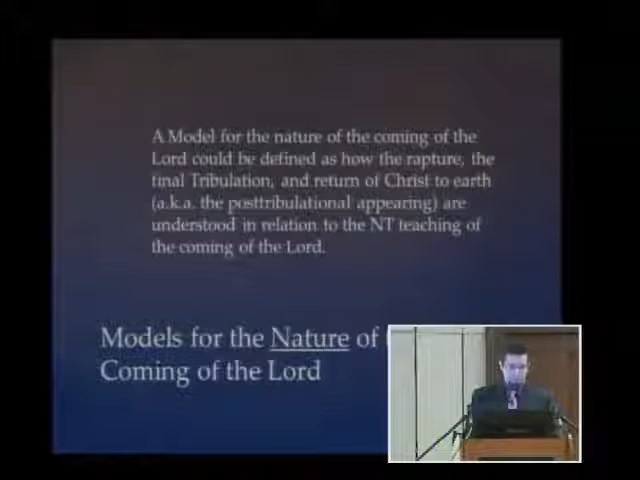 A Model for the nature of the coming of the
Lord could be defined as how the rapture, the
final Tribulation, and return of Christ to earth
(a.k.a. the posttribulational appearing) are
understood in relation to the NT teaching of
the coming of the Lord.
Models for the Nature of
Coming of the Lord